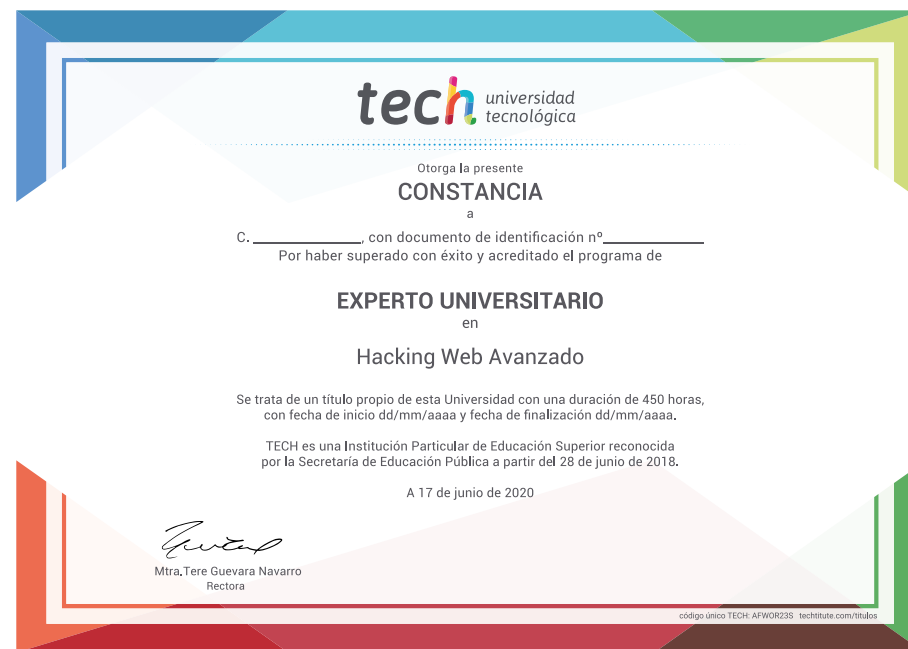 tech universidad
tecnológica
Otorga la presente
CONSTANCIA
a
C. ____________, con documento de identificación nº____________
Por haber superado con éxito y acreditado el programa de
EXPERTO UNIVERSITARIO
en
Hacking Web Avanzado
Se trata de un título propio de esta Universidad con una duración de 450 horas,
con fecha de inicio dd/mm/aaaa y fecha de finalización dd/mm/aaaa.
TECH es una Institución Particular de Educación Superior reconocida
por la Secretaría de Educación Pública a partir del 28 de junio de 2018.
A 17 de junio de 2020
Mtra.Tere Guevara Navarro
Rectora
código único TECH: AFWOR23S techtitute.com/titulos